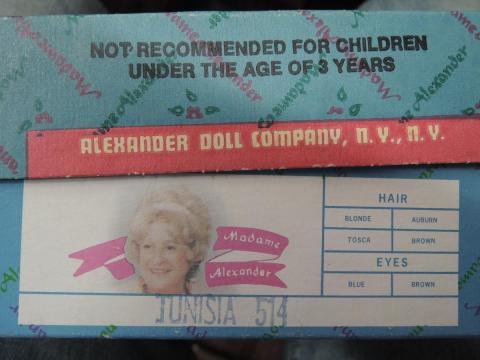 NOT RECOMMENDED FOR CHILDREN
UNDER THE AGE OF 3 YEARS
ALEXANDER DOLL COMPANY, N.Y., N.Y.
Madame
Alexander
HAIR
BLONDE AUBURN
TOSCA BROWN
EYES
BLUE BROWN
TUNISIA 514